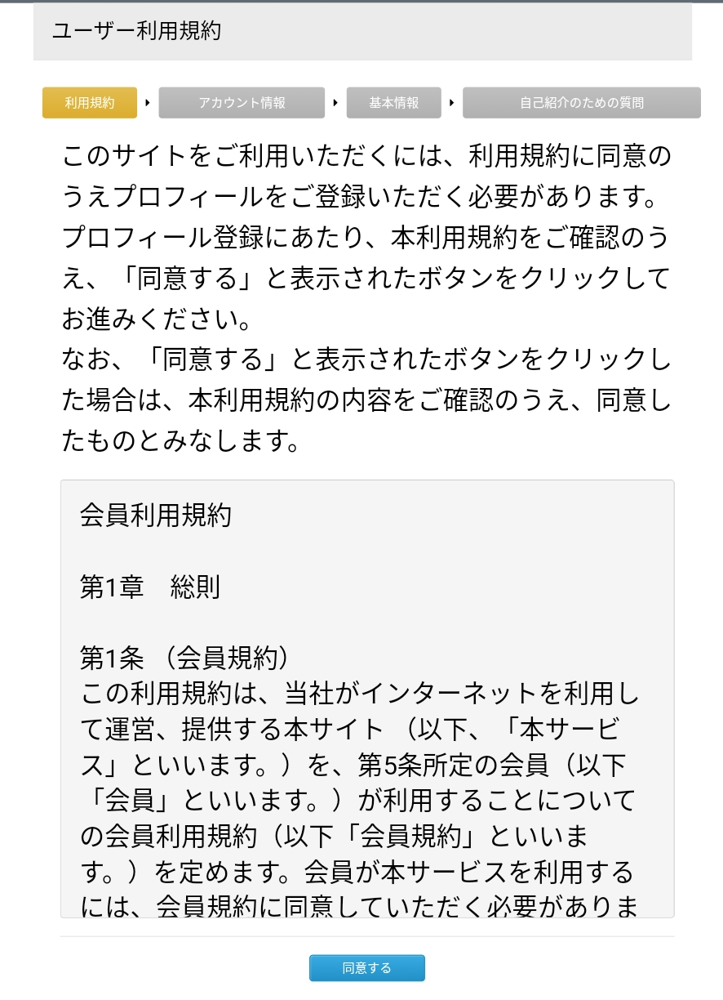 ユーザー利用規約
利用規約 アカウント情報 基本情報 自己紹介のための質問
このサイトをご利用いただくには、利用規約に同意の
うえプロフィールをご登録いただく必要があります。
プロフィール登録にあたり、本利用規約をご確認のう
え、「同意する」と表示されたボタンをクリックして
お進みください。
なお、「同意する」と表示されたボタンをクリックし
た場合は、本利用規約の内容をご確認のうえ、同意し
たものとみなします。
会員利用規約
第1章　総則
第1条 （会員規約）
この利用規約は、当社がインターネットを利用し
て運営、提供する本サイト （以下、「本サービ
ス」といいます。）を、第5条所定の会員（以下
「会員」といいます。）が利用することについて
の会員利用規約（以下「会員規約」といいま
す。）を定めます。会員が本サービスを利用する
には、会員規約に同意していただく必要がありま
同意する